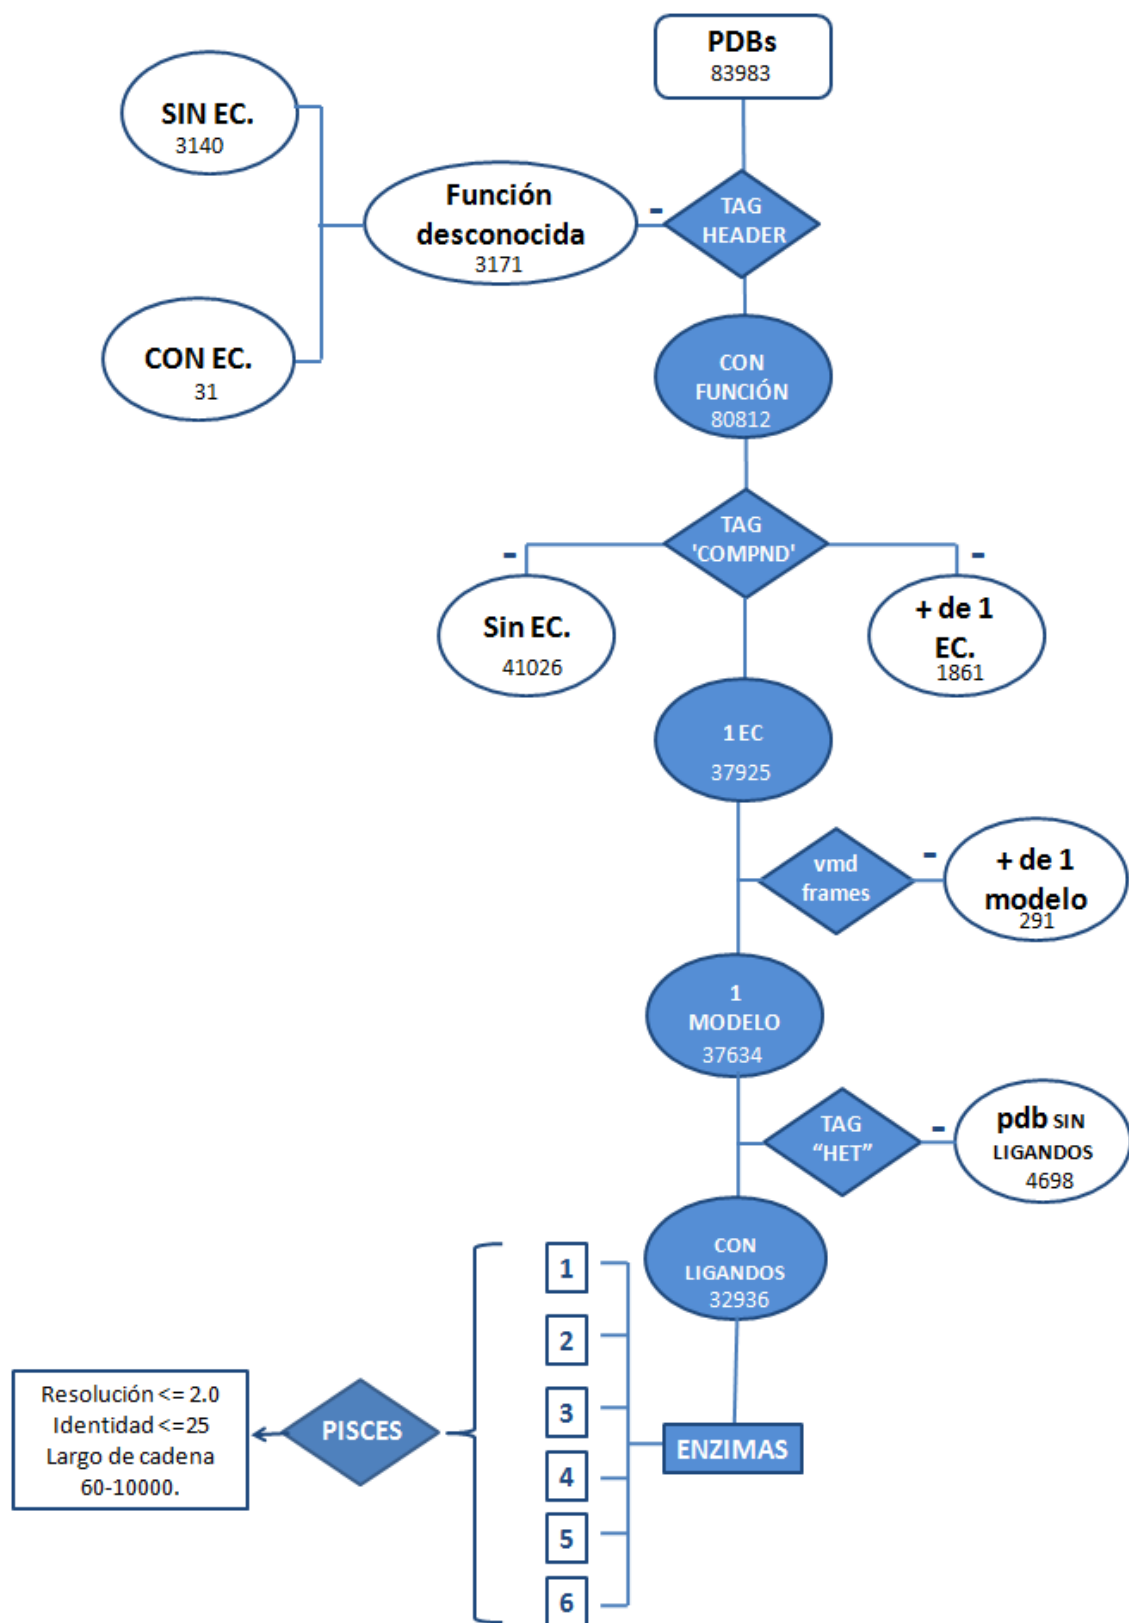 PDBs
83983
SIN EC.
3140
TAG
HEADER
-
Función
desconocida
3171
CON EC.
31
CON
FUNCIÓN
80812
TAG
'COMPND'
-
-
Sin EC.
41026
+ de 1
EC.
1861
1 EC
37925
vmd
frames
-
+ de 1
modelo
291
1
MODELO
37634
TAG
“HET”
-
pdb SIN
LIGANDOS
4698
CON
LIGANDOS
32936
1
2
3
4
5
6
ENZIMAS
PISCES
Resolución <= 2.0
Identidad <=25
Largo de cadena
60-10000.